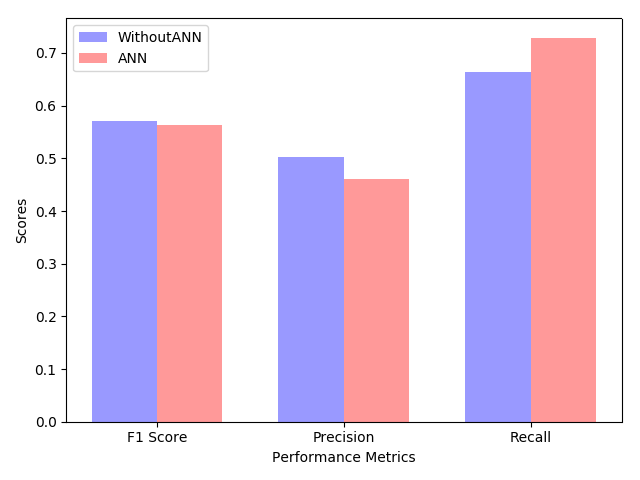 WithoutANN
ANN
0.7
0.6
0.5
0.4
0.3
0.2
0.1
0.0
Scores
F1 Score Precision Recall
Performance Metrics